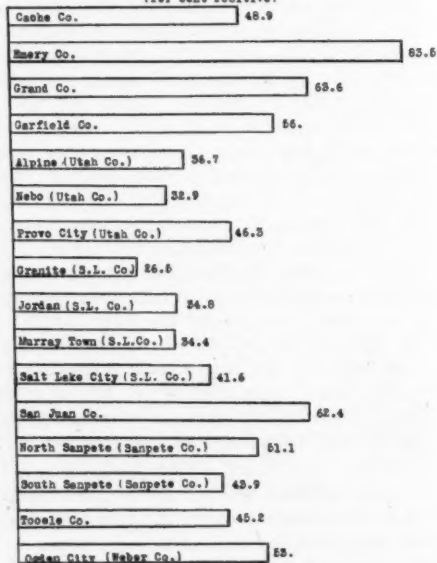 Cache Co. 48.9
Emery Co. 83.5
Grand Co. 63.6
Garfield Co. 56.
Alpine (Utah Co.) 36.7
Nebo (Utah Co.) 32.9
Provo City (Utah Co.) 46.3
Granite (S.L. Co) 26.5
Jordan (S.L. Co.) 34.8
Murray Town (S.L.Co.) 34.4
Salt Lake City (S.L. Co.) 41.6
San Juan Co. 62.4
North Sanpete (Sanpete Co.) 51.1
South Sanpete (Sanpete Co.) 43.9
Tooele Co. 45.2
Ogden City (Weber Co.) 53.